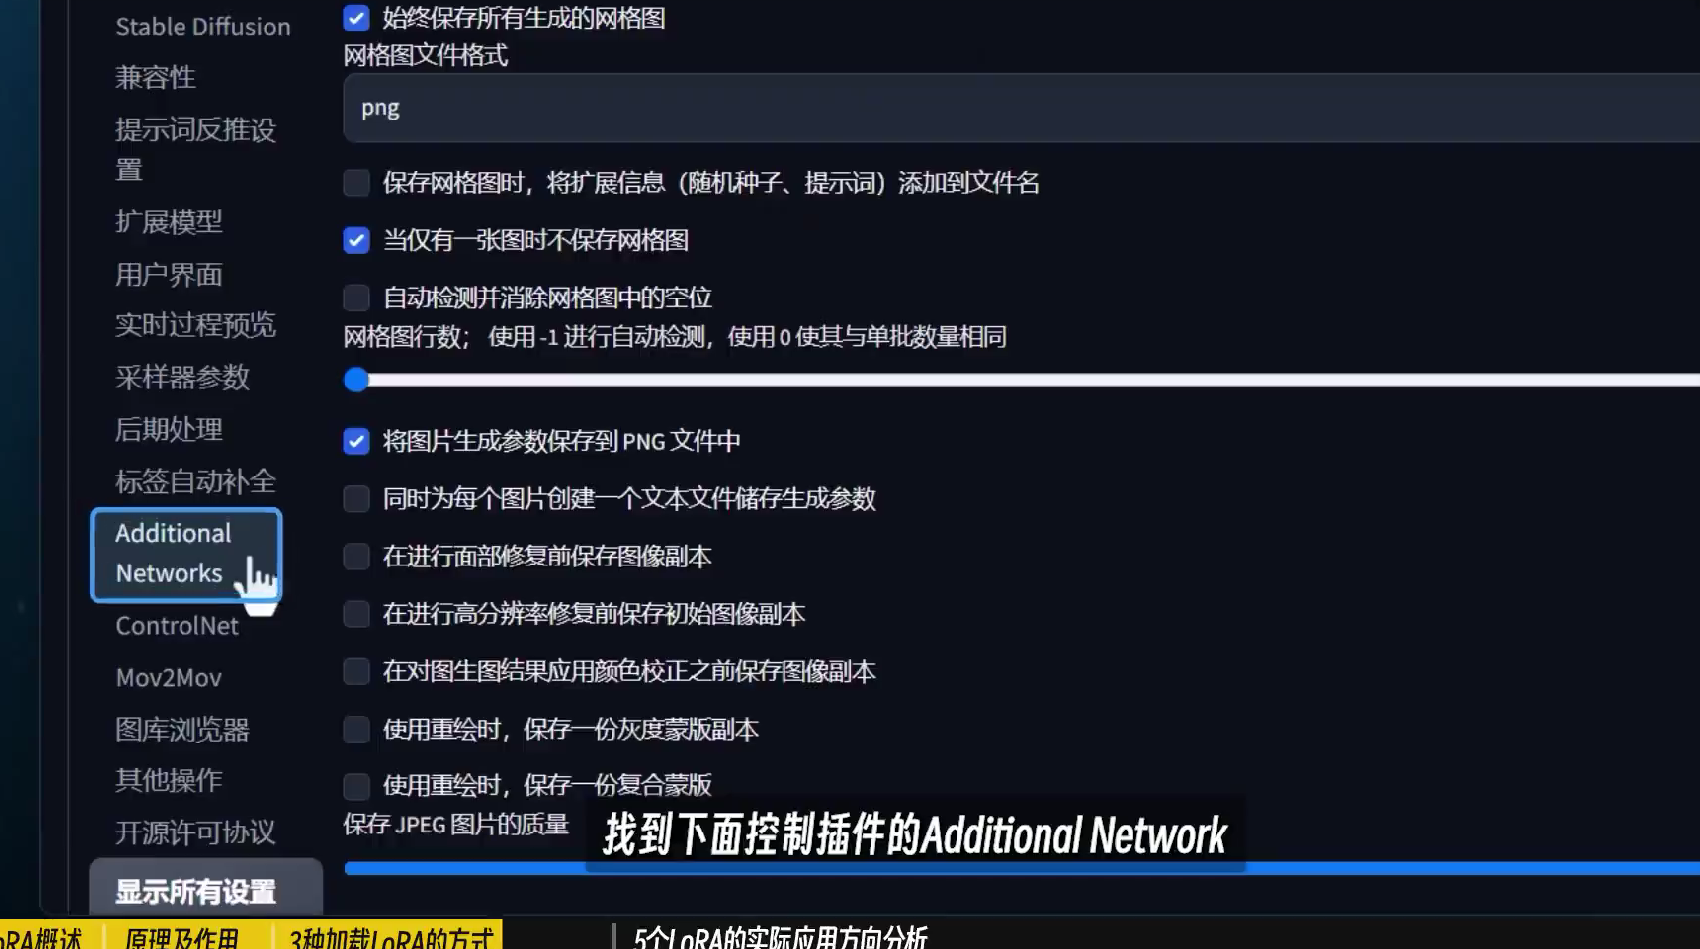 Stable Diffusion
兼容性
提示词反推设
置
扩展模型
用户界面
实时过程预览
采样器参数
后期处理
标签自动补全
Additional
Networks
ControlNet
Mov2Mov
图库浏览器
其他操作
开源许可协议
显示所有设置
始终保存所有生成的网格图
网格图文件格式
png
保存网格图时，将扩展信息（随机种子、提示词）添加到文件名
当仅有一张图时不保存网格图
自动检测并消除网格图中的空位
网格图行数； 使用 -1 进行自动检测，使用 0 使其与单批数量相同
将图片生成参数保存到 PNG 文件中
同时为每个图片创建一个文本文件储存生成参数
在进行面部修复前保存图像副本
在进行高分辨率修复前保存初始图像副本
在对图生图结果应用颜色校正之前保存图像副本
使用重绘时，保存一份灰度蒙版副本
使用重绘时，保存一份复合蒙版
保存 JPEG 图片的质量
找到下面控制插件的Additional Network
oRA概述
原理及作用
3种加载LoRA的方式
5个LoRA的实际应用方向分析